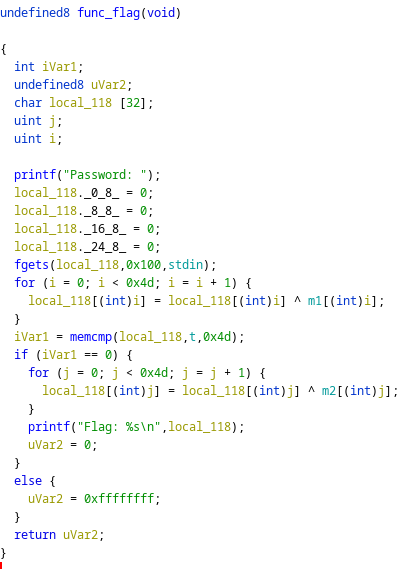 undefined8 func_flag(void)
{
int iVar1;
undefined8 uVar2;
char local_118 [32];
uint j;
uint i;
printf("Password: ");
local_118._0_8_ = 0;
local_118._8_8_ = 0;
local_118._16_8_ = 0;
local_118._24_8_ = 0;
fgets(local_118,0x100,stdin);
for (i = 0; i < 0x4d; i = i + 1) {
local_118[(int)i] = local_118[(int)i] ^ m1[(int)i];
}
iVar1 = memcmp(local_118,t,0x4d);
if (iVar1 == 0) {
for (j = 0; j < 0x4d; j = j + 1) {
local_118[(int)j] = local_118[(int)j] ^ m2[(int)j];
}
printf("Flag: %s\n",local_118);
uVar2 = 0;
}
else {
uVar2 = 0xffffffff;
}
return uVar2;
}